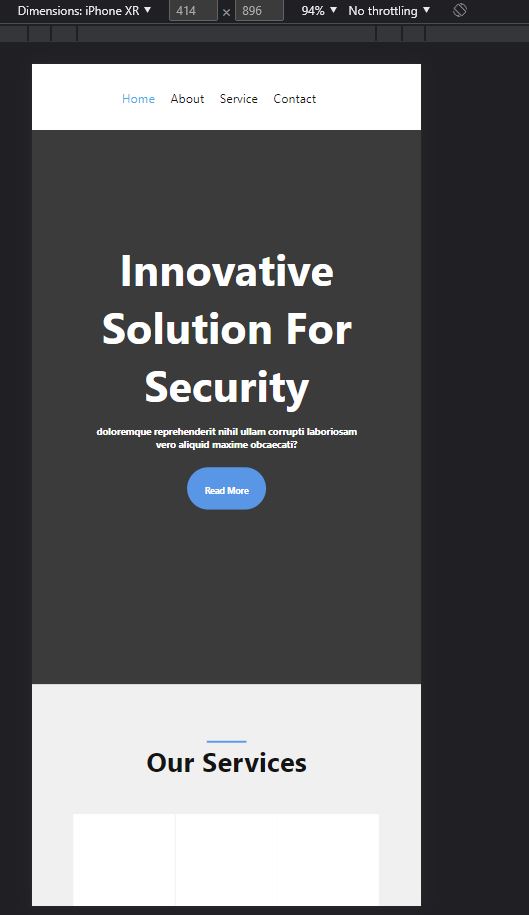 Dimensions: iPhone XR ▼ 414 × 896 94% ▼ No throttling ▼
Home About Service Contact
Innovative
Solution For
Security
doloremque reprehenderit nihil ullam corrupti laboriosam
vero aliquid maxime obcaecati?
Read More
Our Services